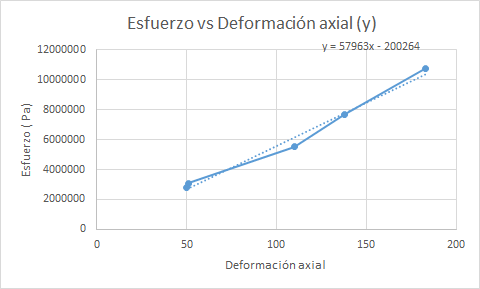 Esfuerzo vs Deformación axial (y)
y = 57963x - 200264
12000000
10000000
8000000
6000000
4000000
2000000
0
Esfuerzo / Pa)
0 50 100 150 200
Deformación axial